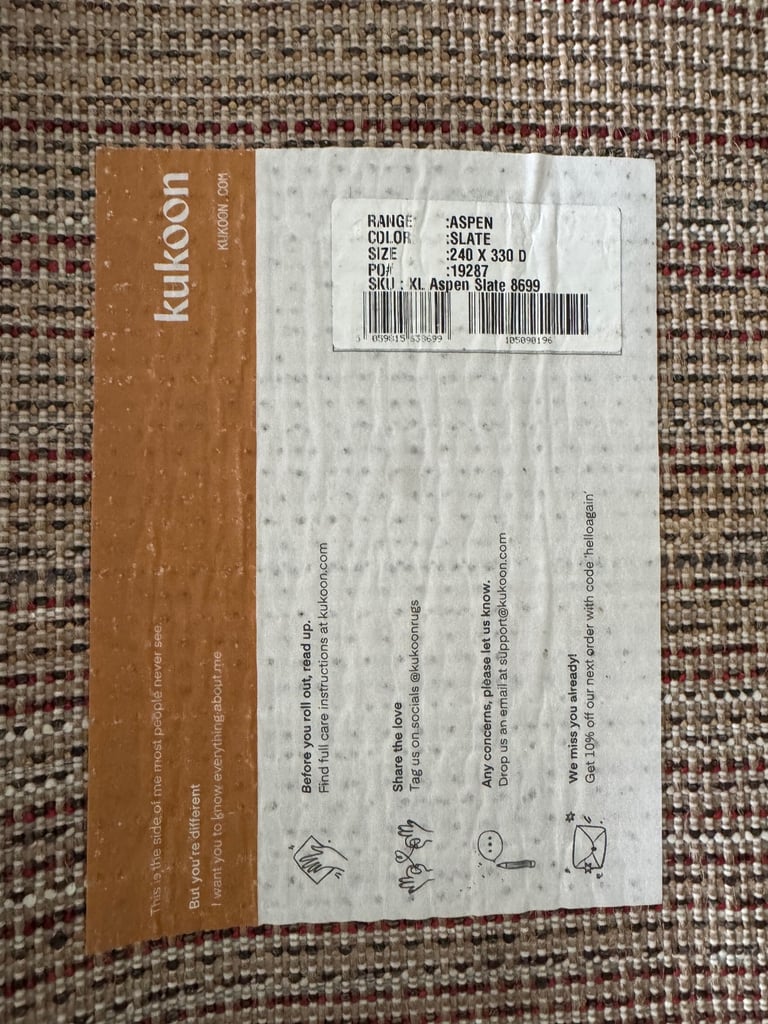 kukoon
KUKOON.COM
This is the side of me most people never see.
But you're different
I want you to know everything about me
RANGE :ASPEN
COLOR :SLATE
SIZE :240 X 330 D
PO# :19287
SKU : XL Aspen Slate 8699
5 059815 538699
105090196
Before you roll out, read up.
Find full care instructions at kukoon.com
Share the love
Tag us on socials @kukoonrugs
Any concerns, please let us know.
Drop us an email at support@kukoon.com
We miss you already!
Get 10% off our next order with code 'helloagain'